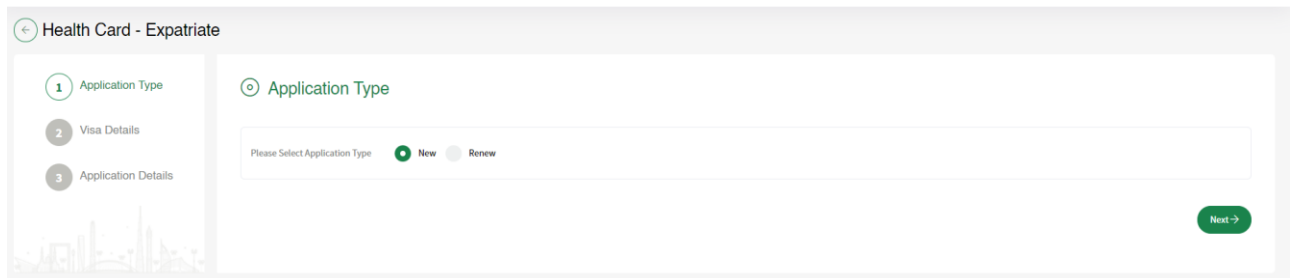 Health Card - Expatriate
1 Application Type
2 Visa Details
3 Application Details
Application Type
Please Select Application Type New Renew
Next